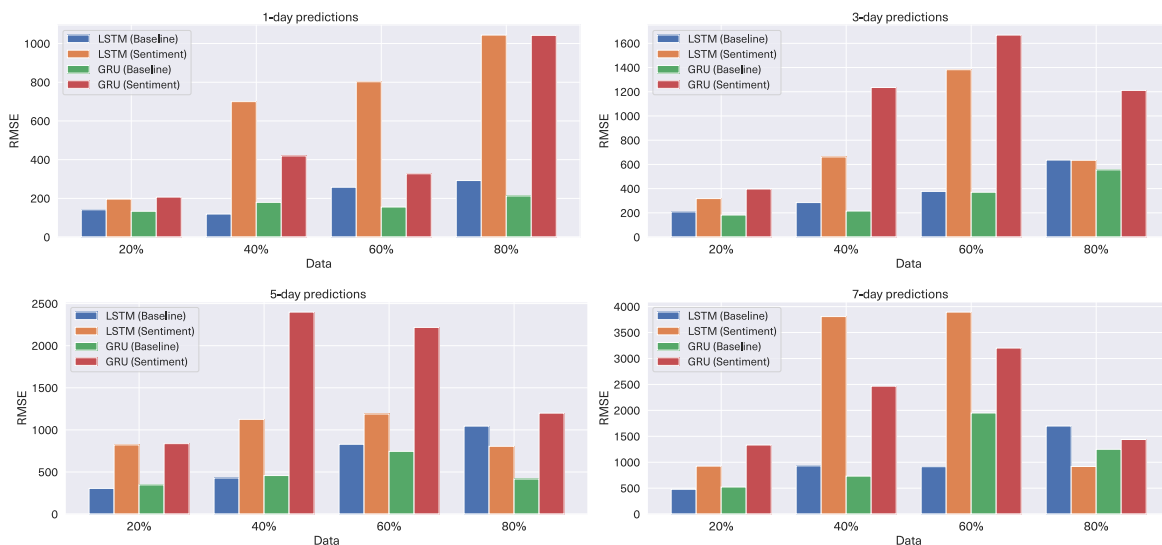 1-day predictions
LSTM (Baseline)
LSTM (Sentiment)
GRU (Baseline)
GRU (Sentiment)
RMSE
1000
800
600
400
200
0
20% 40% 60% 80%
Data
3-day predictions
LSTM (Baseline)
LSTM (Sentiment)
GRU (Baseline)
GRU (Sentiment)
RMSE
1600
1400
1200
1000
800
600
400
200
0
20% 40% 60% 80%
Data
5-day predictions
LSTM (Baseline)
LSTM (Sentiment)
GRU (Baseline)
GRU (Sentiment)
RMSE
2500
2000
1500
1000
500
0
20% 40% 60% 80%
Data
7-day predictions
LSTM (Baseline)
LSTM (Sentiment)
GRU (Baseline)
GRU (Sentiment)
RMSE
4000
3500
3000
2500
2000
1500
1000
500
0
20% 40% 60% 80%
Data